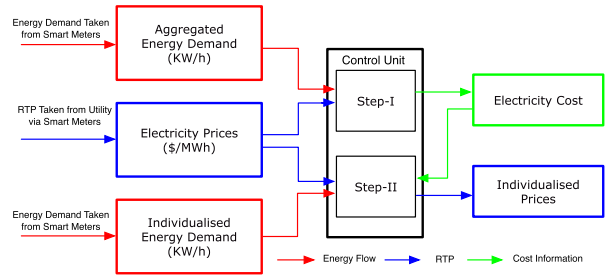 Energy Demand Taken
from Smart Meters
Aggregated
Energy Demand
(KW/h)
Control Unit
Step-I
Electricity Cost
RTP Taken from Utility
via Smart Meters
Electricity Prices
($/MWh)
Step-II
Individualised
Prices
Energy Demand Taken
from Smart Meters
Individualised
Energy Demand
(KW/h)
Energy Flow
RTP
Cost Information